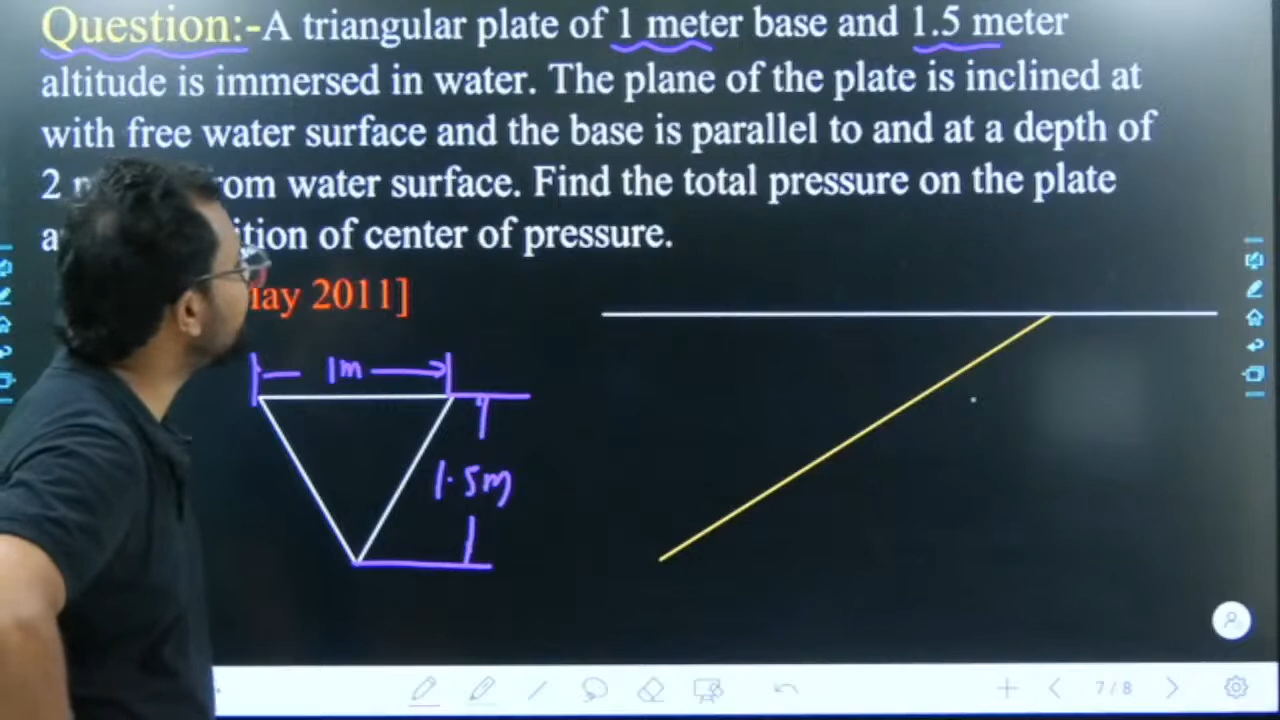 Question:-A triangular plate of 1 meter base and 1.5 meter
altitude is immersed in water. The plane of the plate is inclined at
with free water surface and the base is parallel to and at a depth of
2 from water surface. Find the total pressure on the plate
of center of pressure.
2011]
1m
1.5m
7/8